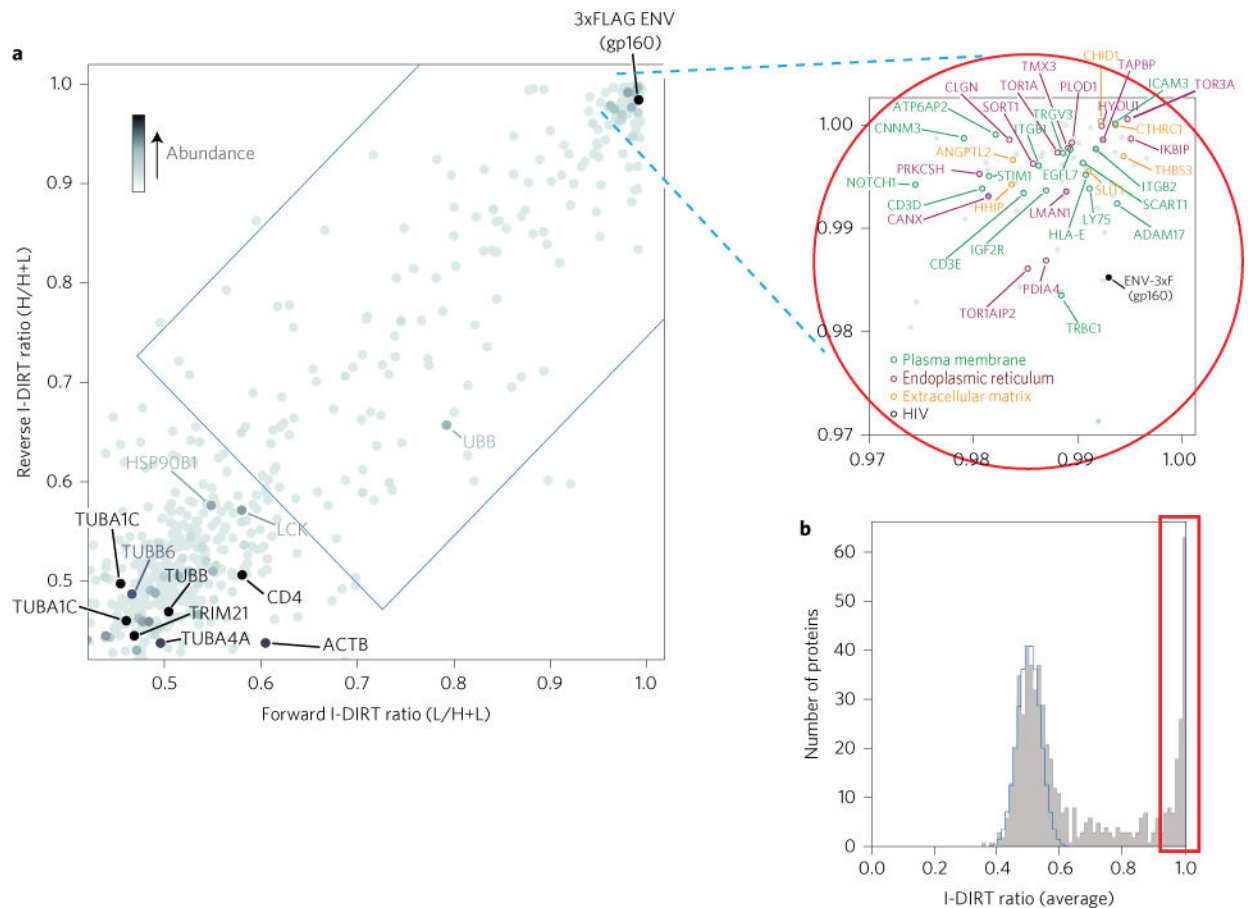 a
3xFLAG ENV
(gp160)
1.0
0.9
0.8
0.7
0.6
0.5
Reverse I-DIRT ratio (H/H+L)
Abundance
UBB
HSP90B1
LCK
TUBA1C
TUBB6
TUBB
CD4
TUBA1C
TRIM21
TUBA4A
ACTB
0.5
0.6
0.7
0.8
0.9
1.0
Forward I-DIRT ratio (L/H+L)
CHID1
TMX3
TAPBP
CLGN
TOR1A
PLOD1
ICAM3
ATP6AP2
SORT1
TRGV3
HYOU1
TOR3A
1.00
CNNM3
ITGB1
CTHRC1
ANGPTL2
IKBIP
PRKCSH
STIM1
EGFL7
THBS3
NOTCH1
SLIT1
ITGB2
CD3D
HHIP
SCART1
CANX
LMAN1
LY75
0.99
IGF2R
HLA-E
ADAM17
CD3E
ENV-3xF
(gp160)
PDIA4
TOR1AIP2
TRBC1
0.98
Plasma membrane
Endoplasmic reticulum
Extracellular matrix
HIV
0.97
0.97
0.98
0.99
1.00
b
60
50
40
30
20
10
0
Number of proteins
0.0
0.2
0.4
0.6
0.8
1.0
I-DIRT ratio (average)